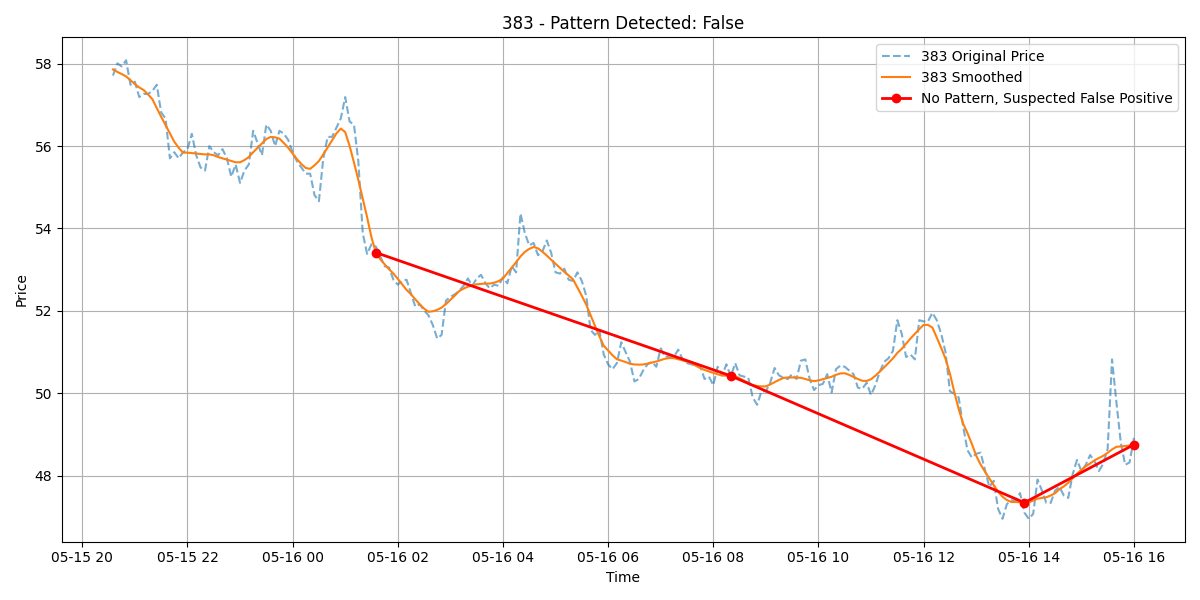 383 - Pattern Detected: False
383 Original Price
383 Smoothed
No Pattern, Suspected False Positive
Price
58
56
54
52
50
48
05-15 20
05-15 22
05-16 00
05-16 02
05-16 04
05-16 06
05-16 08
05-16 10
05-16 12
05-16 14
05-16 16
Time